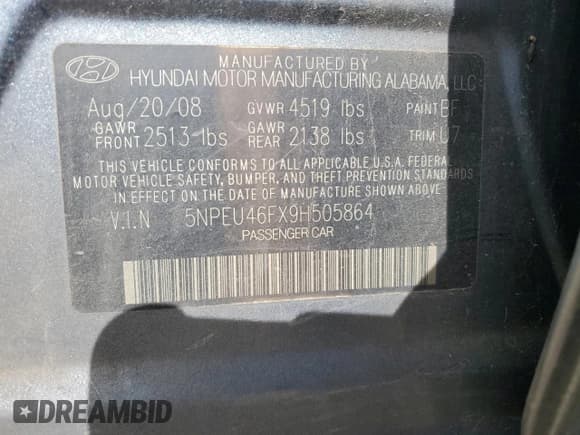 MANUFACTURED BY
HYUNDAI MOTOR MANUFACTURING ALABAMA, LLC
Aug/20/08 GVWR 4519 lbs PAINT EF
GAWR FRONT 2513 lbs GAWR REAR 2138 lbs TRIM U7
THIS VEHICLE CONFORMS TO ALL APPLICABLE U.S.A. FEDERAL
MOTOR VEHICLE SAFETY, BUMPER, AND THEFT PREVENTION STANDARDS
IN EFFECT ON THE DATE OF MANUFACTURE SHOWN ABOVE.
V.I.N 5NPEU46FX9H505864
PASSENGER CAR
DREAMBID